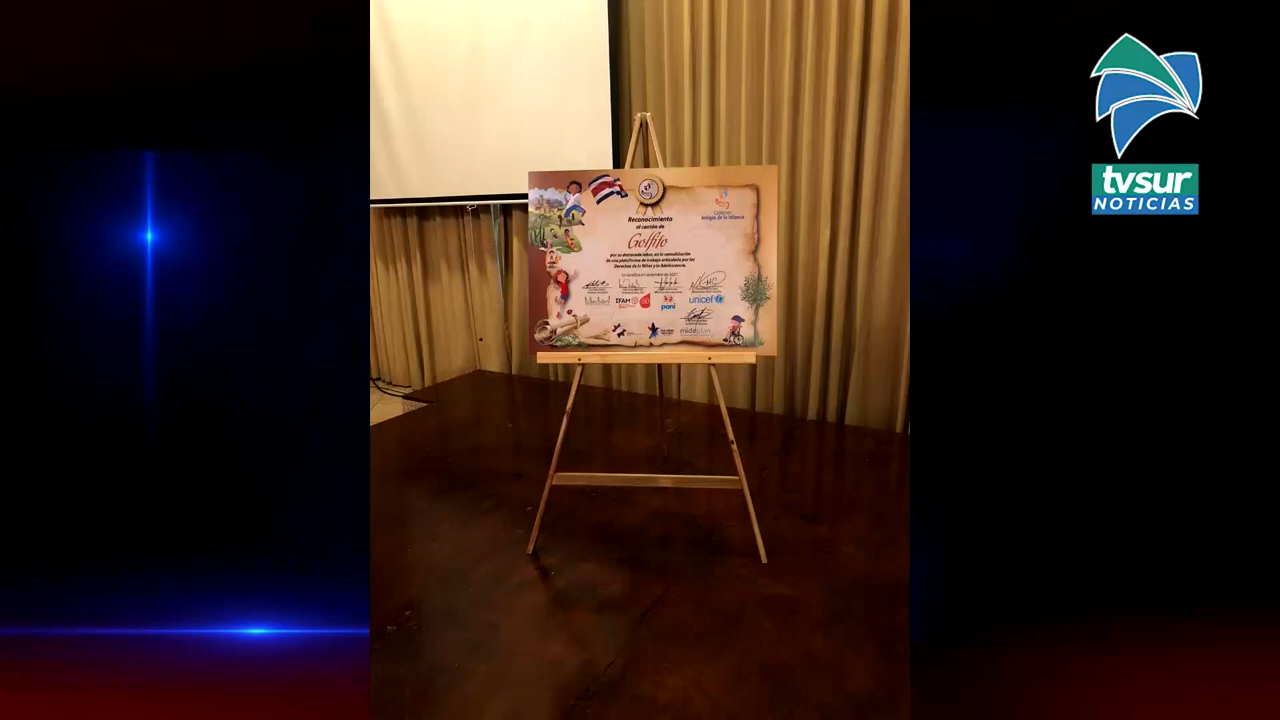 tvsur
NOTICIAS
Cantones
Amigos de la Infancia
Reconocimiento
al cantón de
Golfito
por su destacada labor, en la consolidación
de una plataforma de trabajo articulada por los
Derechos de la Niñez y la Adolescencia.
IFAM
pani
unicef
mideplan